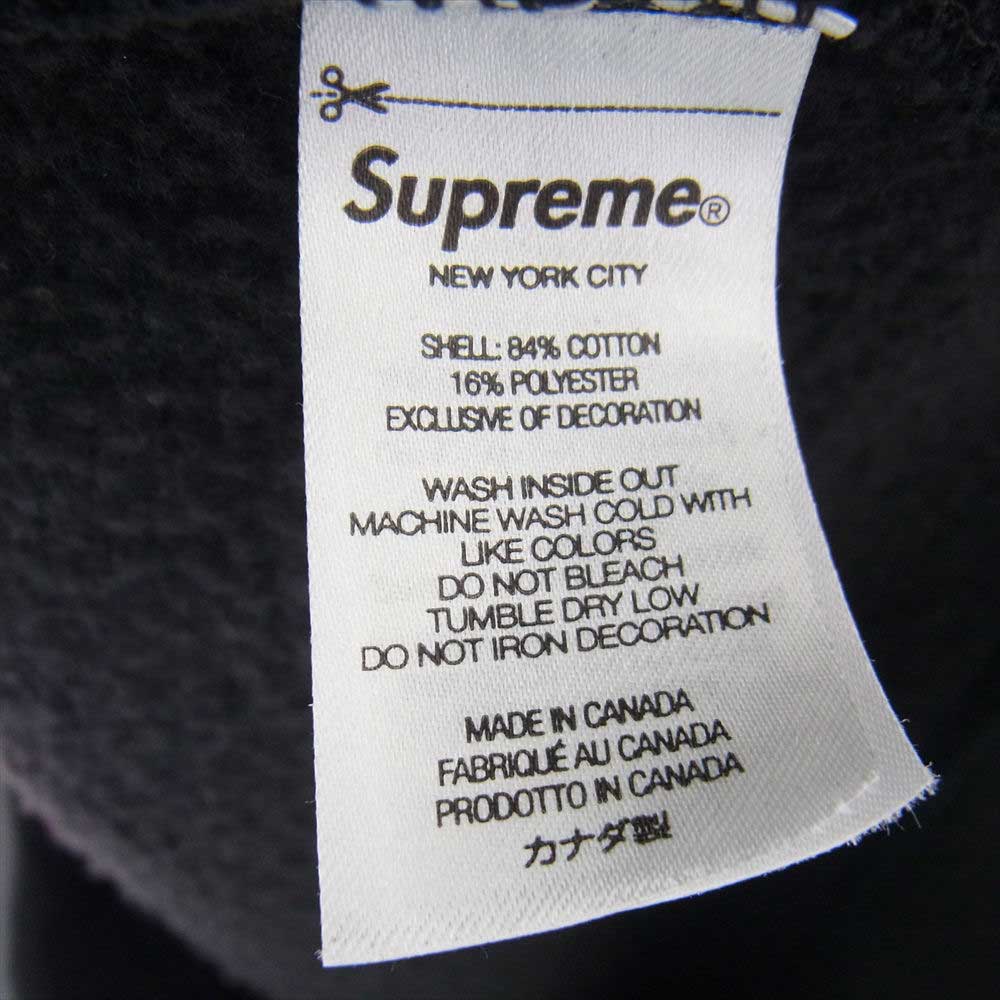 Supreme®
NEW YORK CITY
SHELL: 84% COTTON
16% POLYESTER
EXCLUSIVE OF DECORATION
WASH INSIDE OUT
MACHINE WASH COLD WITH
LIKE COLORS
DO NOT BLEACH
TUMBLE DRY LOW
DO NOT IRON DECORATION
MADE IN CANADA
FABRIQUÉ AU CANADA
PRODOTTO IN CANADA
カナダ製